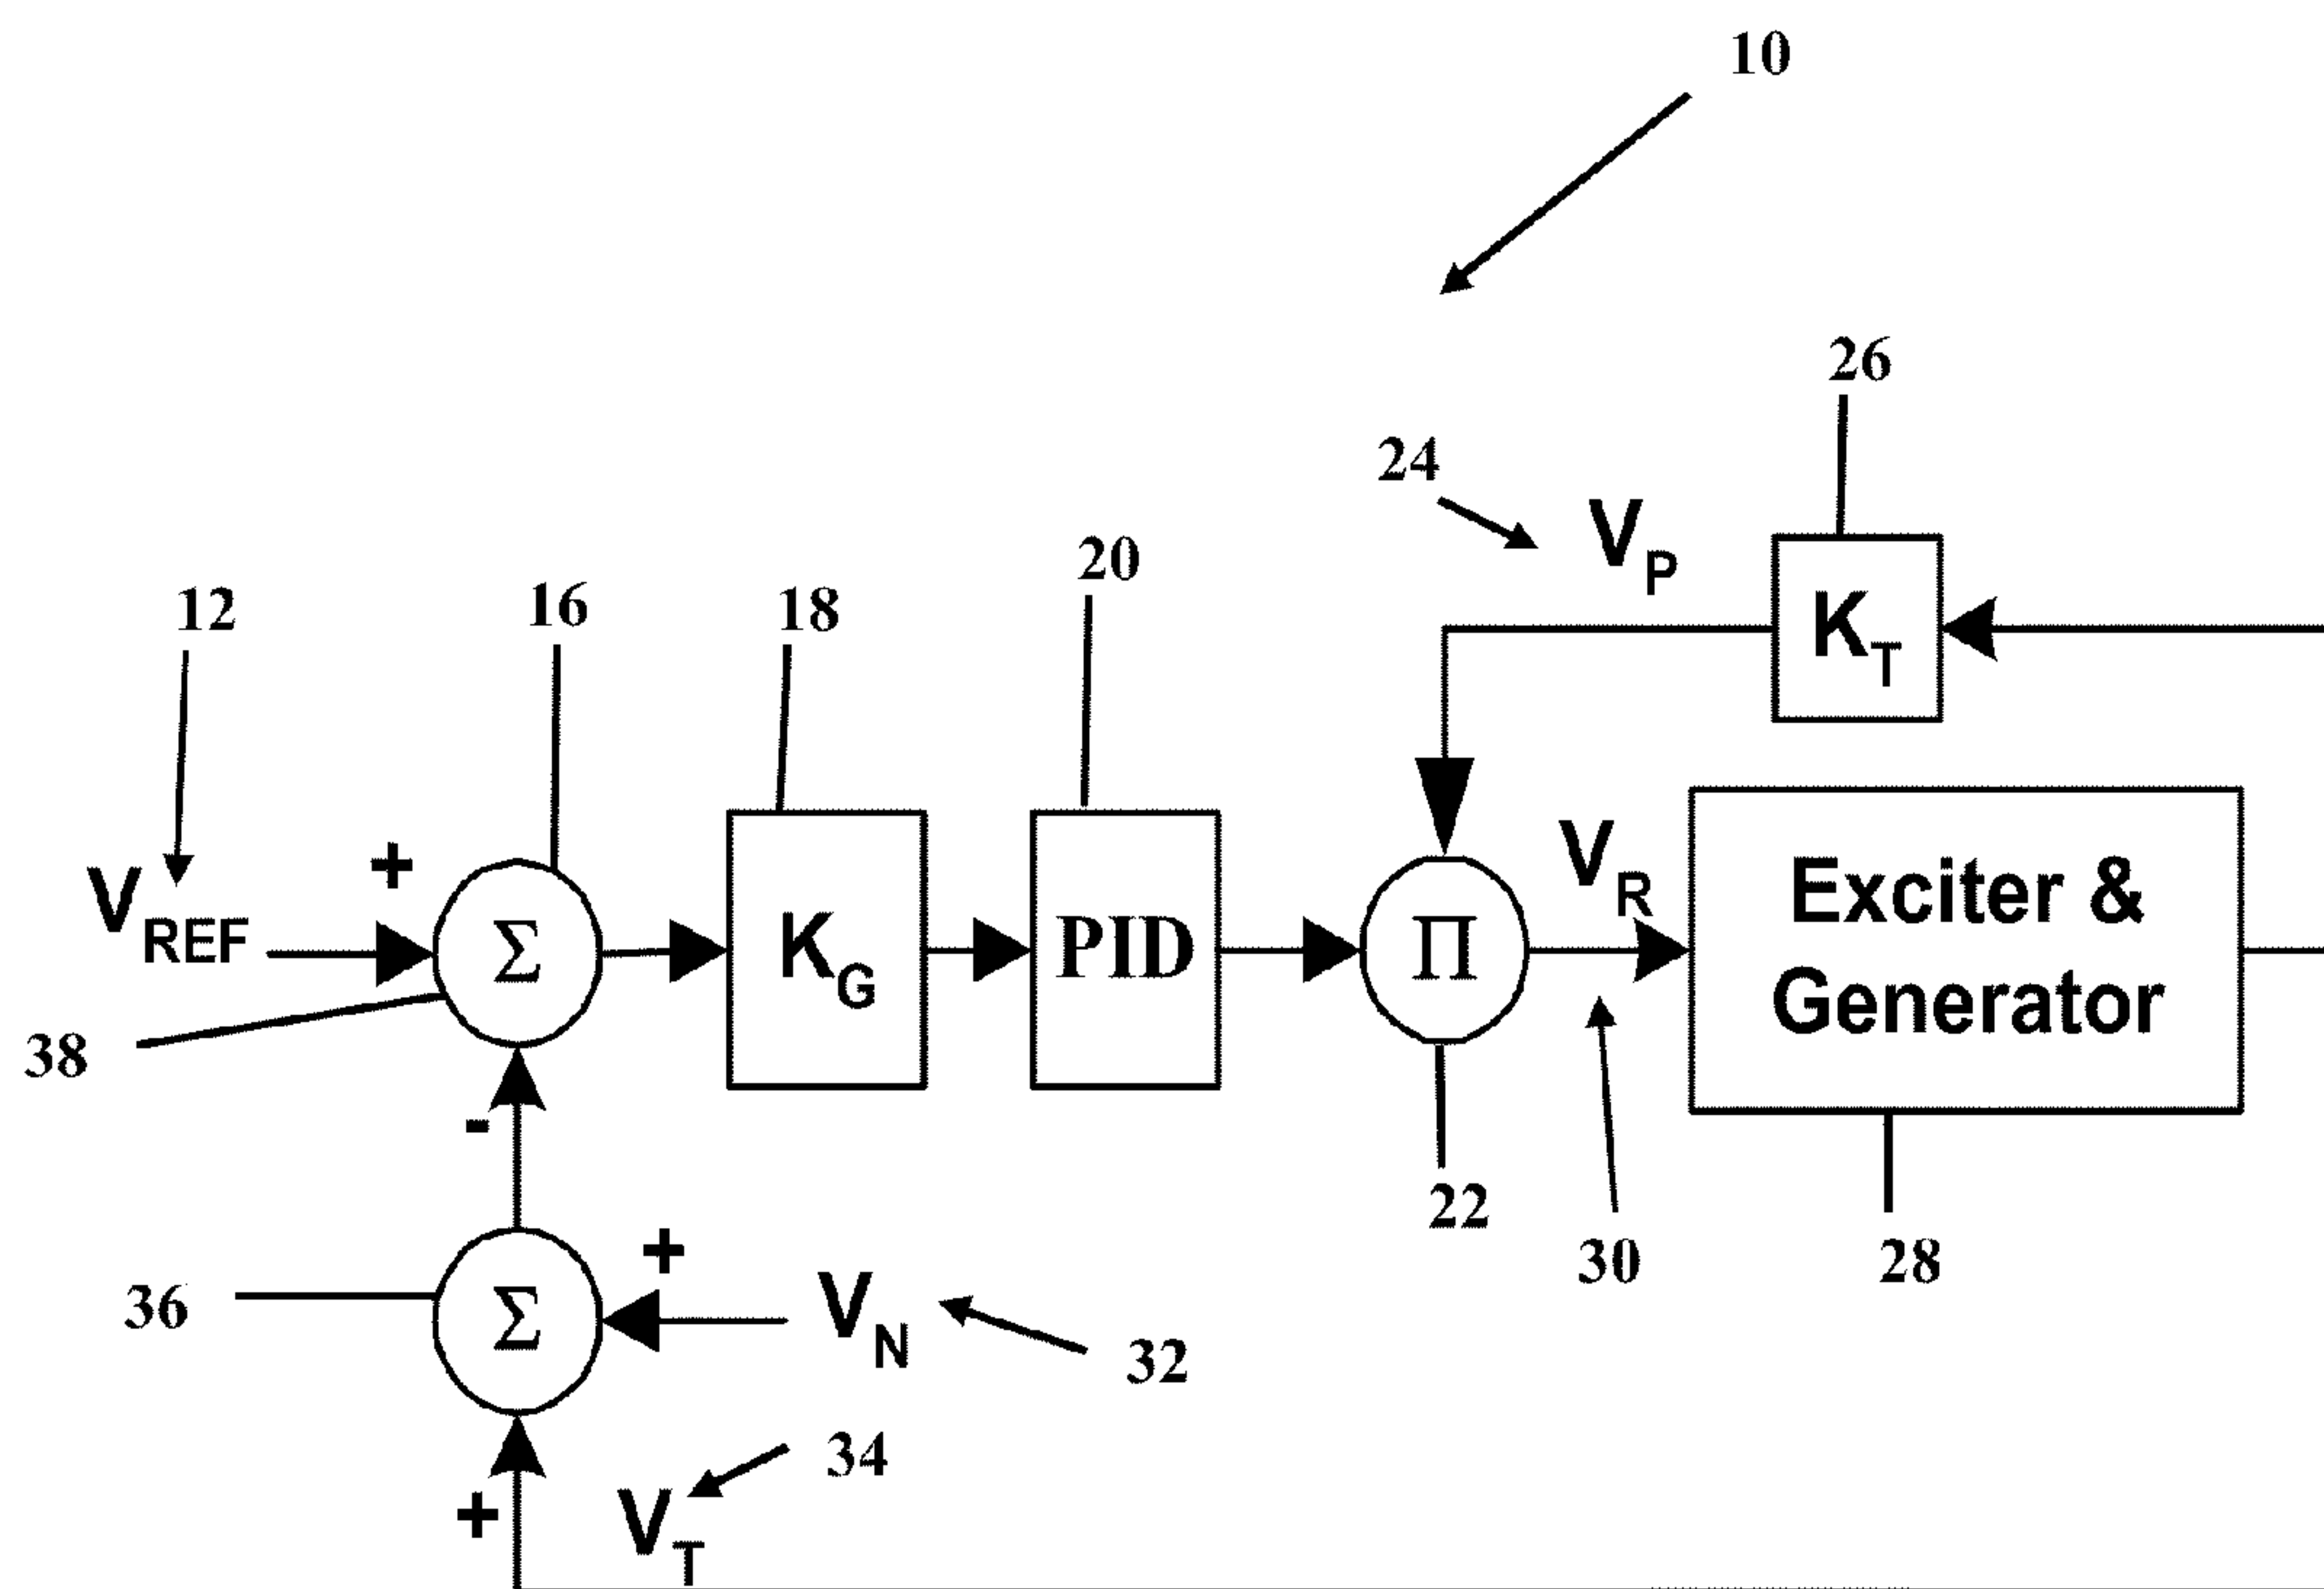 10
26
24
V_P
20
12
16
18
K_T
V_REF
+
Σ
K_G
PID
Π
V_R
Exciter &
Generator
38
-
22
30
28
36
Σ
+
V_N
32
34
+
V_T